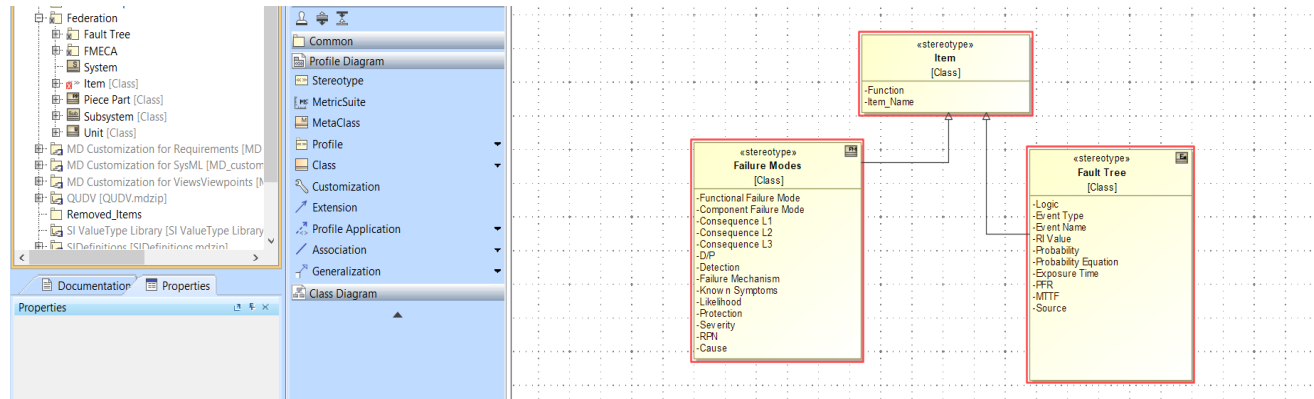 Federation
Fault Tree
FMECA
System
Item [Class]
Piece Part [Class]
Subsystem [Class]
Unit [Class]
MD Customization for Requirements [MD
MD Customization for SysML [MD_custom
MD Customization for ViewsViewpoints [M
QUDV [QUDV.mdzip]
Removed_Items
SI ValueType Library [SI ValueType Library
SIDefinitions [SIDefinitions.mdzip]
Documentation
Properties
Properties
Common
Profile Diagram
Stereotype
MetricSuite
MetaClass
Profile
Class
Customization
Extension
Profile Application
Association
Generalization
Class Diagram
«stereotype»
Item
[Class]
-Function
-Item_Name
«stereotype»
Failure Modes
[Class]
-Functional Failure Mode
-Component Failure Mode
-Consequence L1
-Consequence L2
-Consequence L3
-D/P
-Detection
-Failure Mechanism
-Known Symptoms
-Likelihood
-Protection
-Severity
-RPN
-Cause
«stereotype»
Fault Tree
[Class]
-Logic
-Event Type
-Event Name
-RI Value
-Probability
-Probability Equation
-Exposure Time
-PFR
-MTTF
-Source